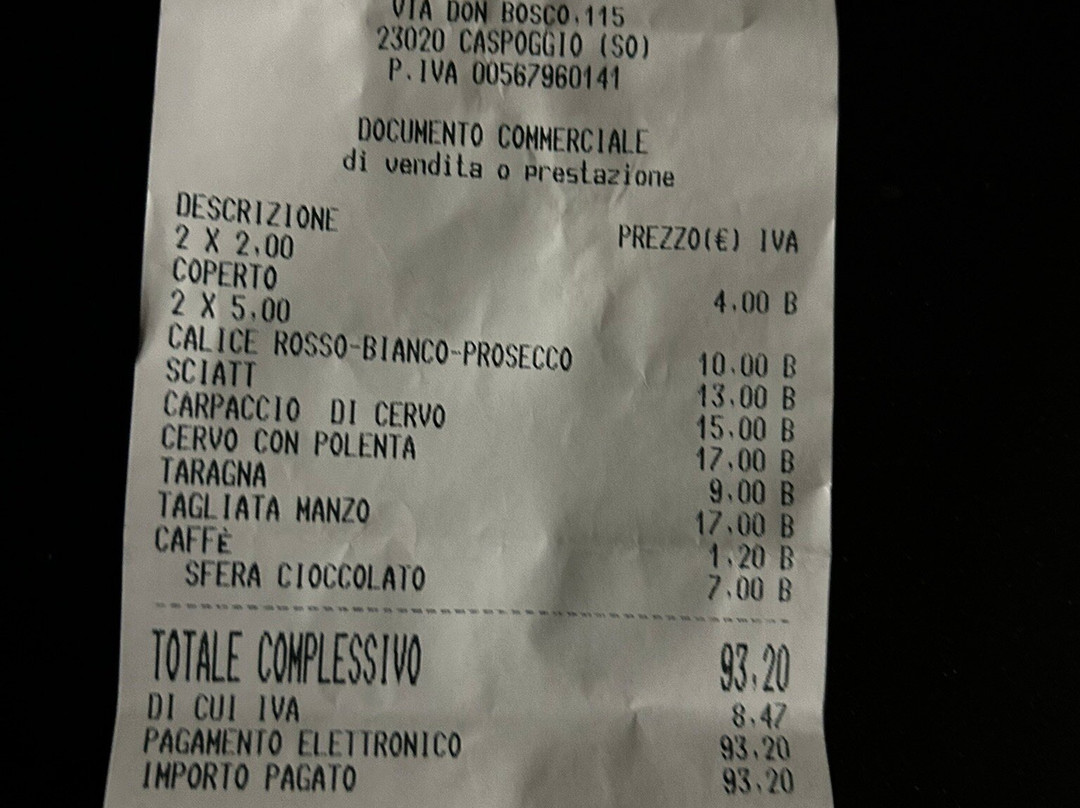 VIA DON BOSCO,115
23020 CASPOGGIO (SO)
P.IVA 00567960141
DOCUMENTO COMMERCIALE
di vendita o prestazione
DESCRIZIONE PREZZO(€) IVA
2 X 2,00
COPERTO 4,00 B
2 X 5,00
CALICE ROSSO-BIANCO-PROSECCO 10,00 B
SCIATT 13,00 B
CARPACCIO DI CERVO 15,00 B
CERVO CON POLENTA 17,00 B
TARAGNA 9,00 B
TAGLIATA MANZO 17,00 B
CAFFÈ 1,20 B
SFERA CIOCCOLATO 7,00 B
TOTALE COMPLESSIVO 93,20
DI CUI IVA 8,47
PAGAMENTO ELETTRONICO 93,20
IMPORTO PAGATO 93,20